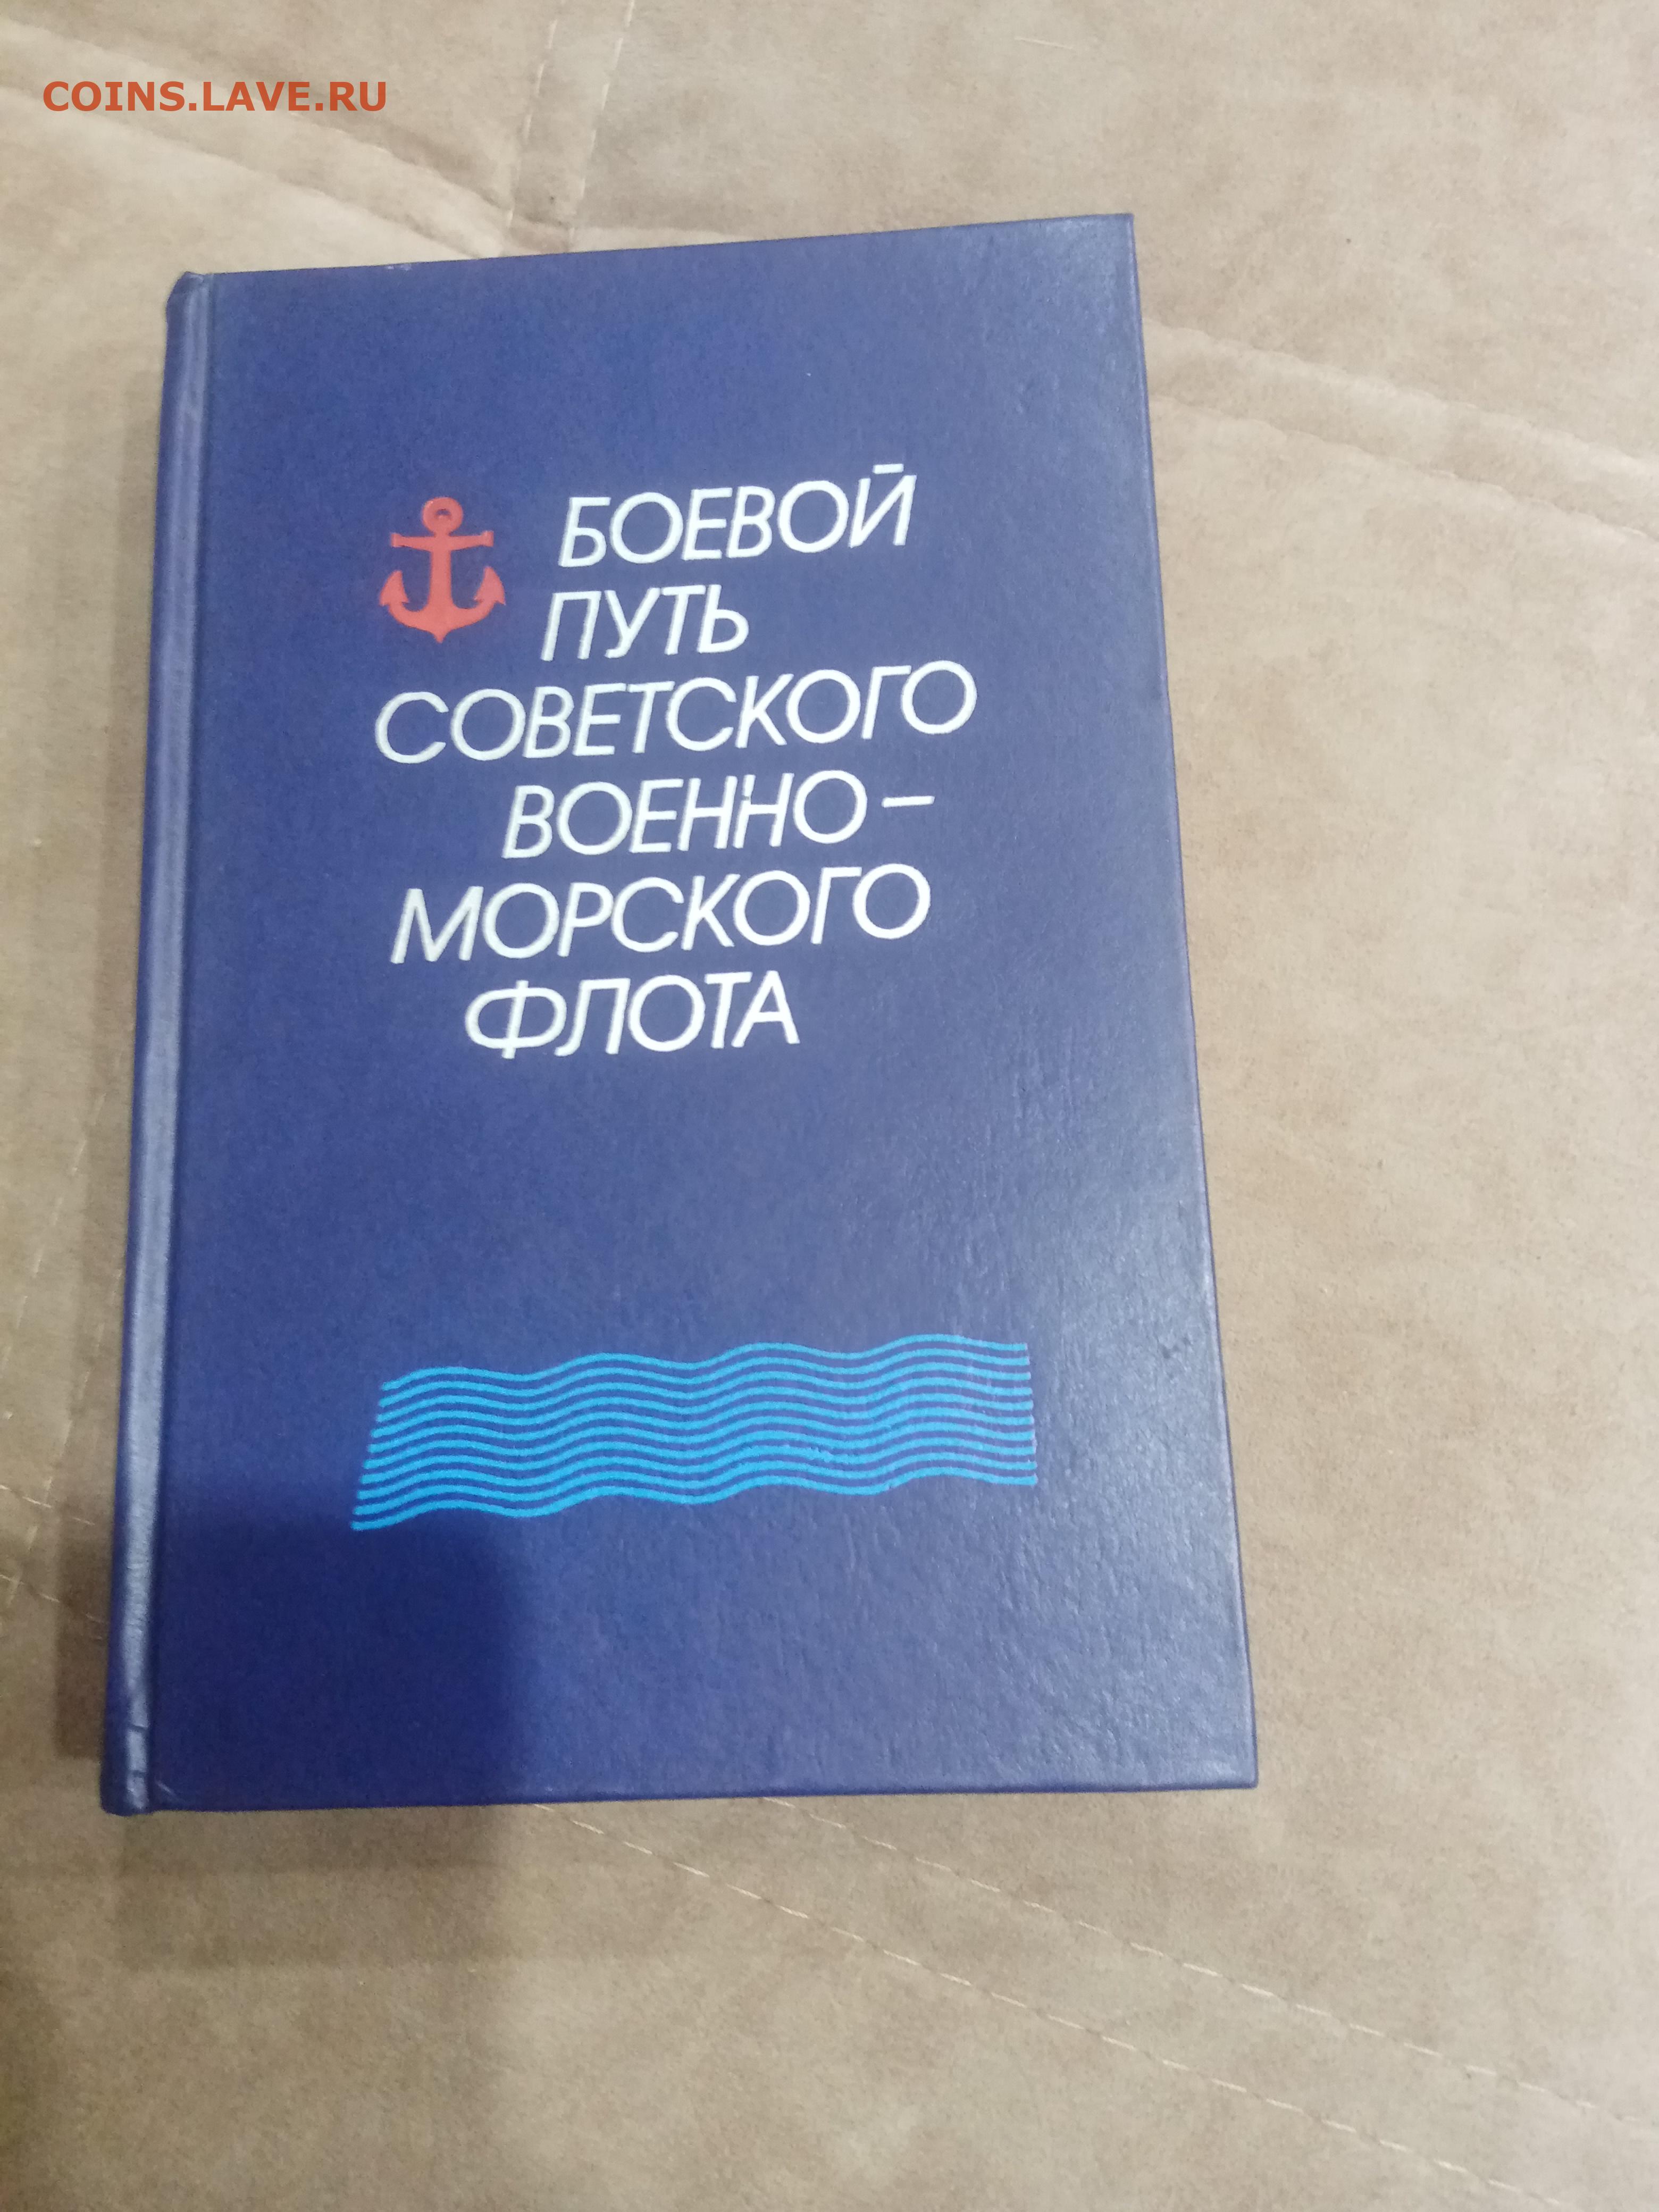 COINS.LAVE.RU
БОЕВОЙ
ПУТЬ
СОВЕТСКОГО
ВОЕННО-
МОРСКОГО
ФЛОТА